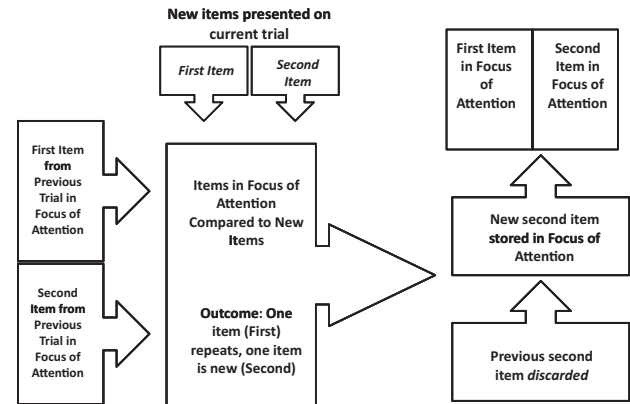 New items presented on
current trial
First Item
Second
Item
First Item
from
Previous
Trial in
Focus of
Attention
Second
Item from
Previous
Trial in
Focus of
Attention
Items in Focus of
Attention
Compared to New
Items
Outcome: One
item (First)
repeats, one item
is new (Second)
First Item
in Focus
of
Attention
Second
Item in
Focus of
Attention
New second item
stored in Focus of
Attention
Previous second
item discarded